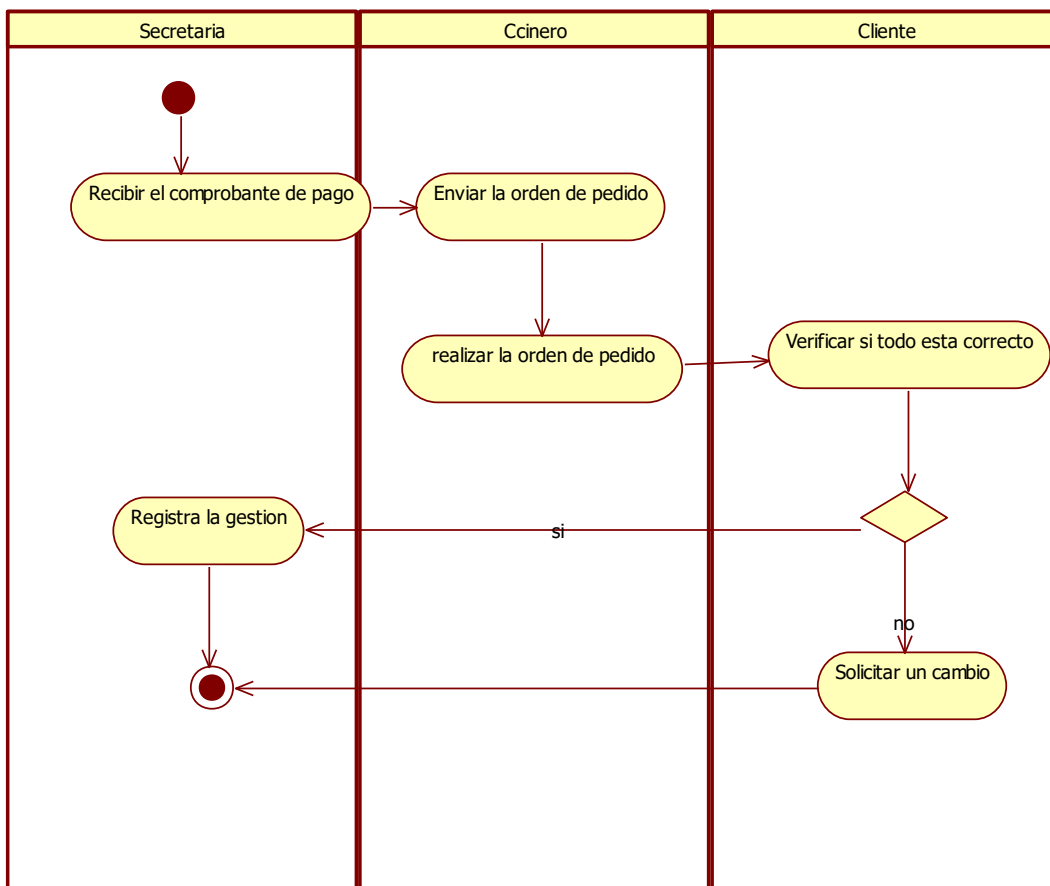 Secretaria
Ccinero
Cliente
Recibir el comprobante de pago
Enviar la orden de pedido
realizar la orden de pedido
Verificar si todo esta correcto
Registra la gestion
si
no
Solicitar un cambio